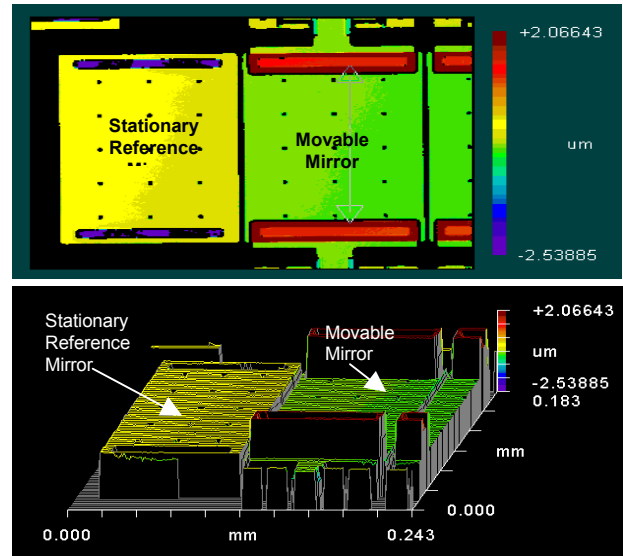 +2.06643
Stationary
Reference
Movable
Mirror
um
-2.53885
Stationary
Reference
Mirror
Movable
Mirror
+2.06643
um
-2.53885
0.183
mm
0.000
0.000
mm
0.243